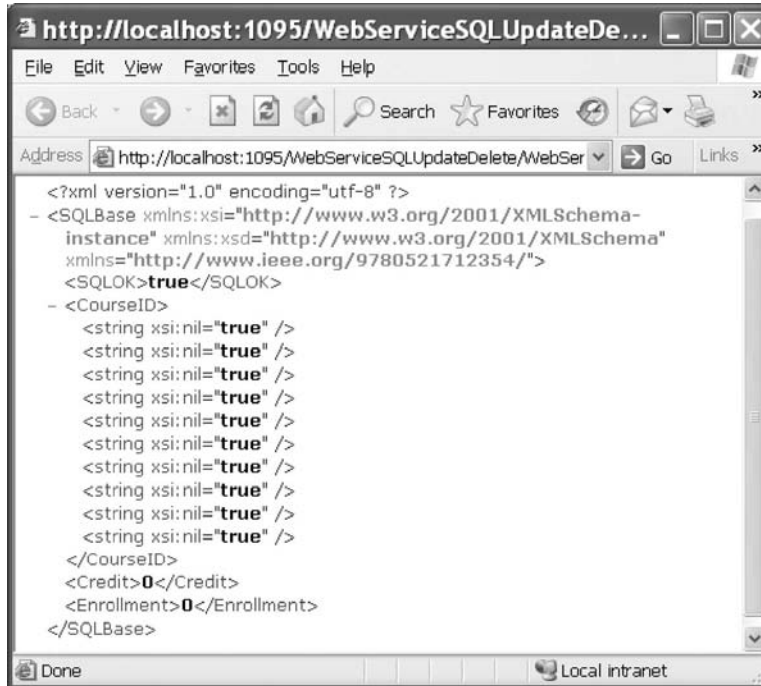 http://localhost:1095/WebServiceSQLUpdateDe...
File Edit View Favorites Tools Help
Back Search Favorites »
Address http://localhost:1095/WebServiceSQLUpdateDelete/WebSer Go Links »
<?xml version="1.0" encoding="utf-8" ?>
– <SQLBase xmlns:xsi="http://www.w3.org/2001/XMLSchema-
instance" xmlns:xsd="http://www.w3.org/2001/XMLSchema"
xmlns="http://www.ieee.org/9780521712354/">
<SQLOK>true</SQLOK>
– <CourseID>
<string xsi:nil="true" />
<string xsi:nil="true" />
<string xsi:nil="true" />
<string xsi:nil="true" />
<string xsi:nil="true" />
<string xsi:nil="true" />
<string xsi:nil="true" />
<string xsi:nil="true" />
<string xsi:nil="true" />
<string xsi:nil="true" />
</CourseID>
<Credit>0</Credit>
<Enrollment>0</Enrollment>
</SQLBase>
Done Local intranet